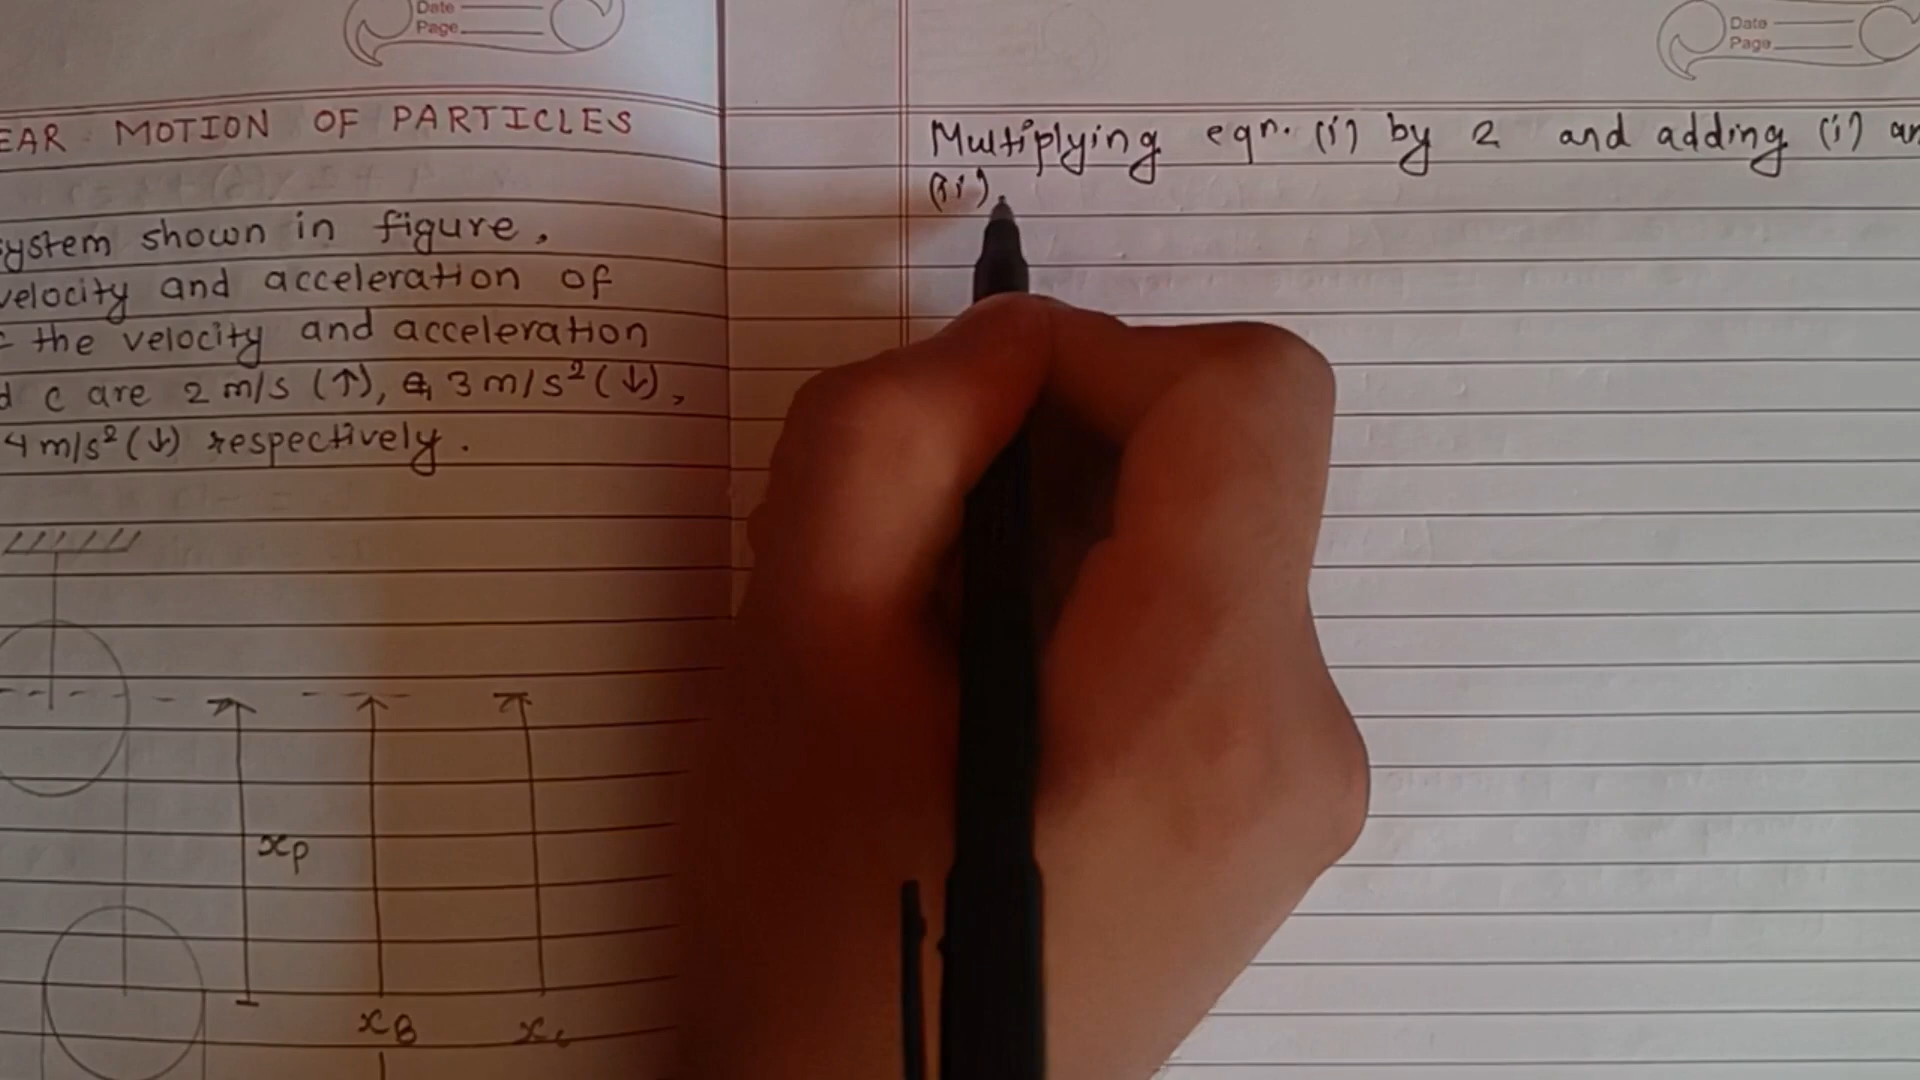 Date
Page
Date
Page
EAR MOTION OF PARTICLES
system shown in figure,
velocity and acceleration of
the velocity and acceleration
d c are 2 m/s (↑), 3 m/s² (↓),
4 m/s² (↓) respectively.
xP
xB
Multiplying eqn. (i) by 2 and adding (i) an
(ii),